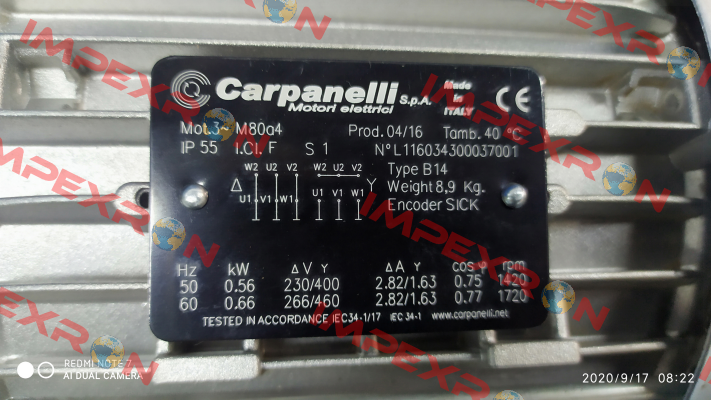 Carpanelli S.p.A.
Motori elettrici
Made in ITALY
CE
Mot.3~ M80a4 Prod. 04/16 Tamb. 40 °C
IP 55 I.Cl. F S 1 N° L116034300037001
W2 U2 V2 W2 U2 V2 Type B14
Δ Y Weight 8,9 Kg.
U1 V1 W1 U1 V1 W1 Encoder SICK
Hz kW Δ V Y Δ A Y cos φ rpm
50 0.56 230/400 2.82/1.63 0.75 1420
60 0.66 266/460 2.82/1.63 0.77 1720
TESTED IN ACCORDANCE IEC34-1/17 IEC 34-1 www.carpanelli.net
REDMI NOTE 7
AI DUAL CAMERA
2020/9/17 08:22
IMPEXRON
IMPEXRON
IMPEXRON
IMPEXRON
IMPEXRON